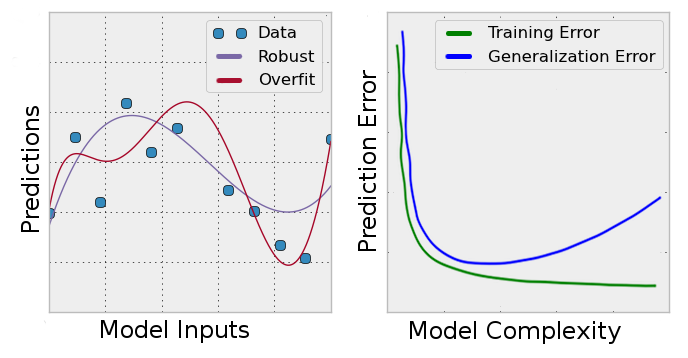 Data
Robust
Overfit
Predictions
Model Inputs
Training Error
Generalization Error
Prediction Error
Model Complexity